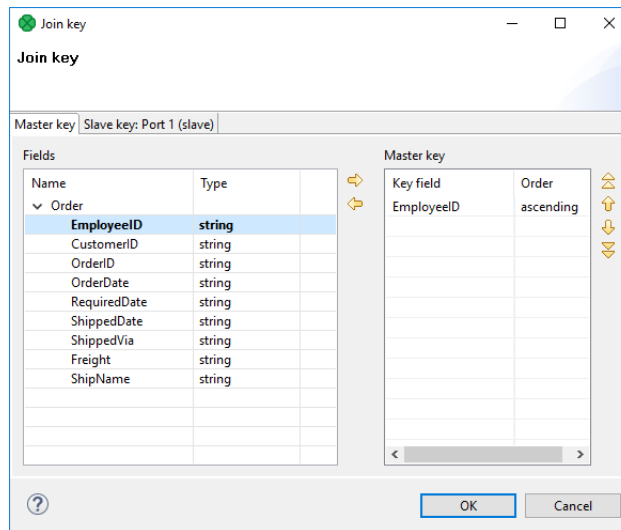 Join key
Join key
Master key Slave key: Port 1 (slave)
Fields
Master key
Name Type
Key field Order
Order
EmployeeID ascending
EmployeeID string
CustomerID string
OrderID string
OrderDate string
RequiredDate string
ShippedDate string
ShippedVia string
Freight string
ShipName string
OK Cancel